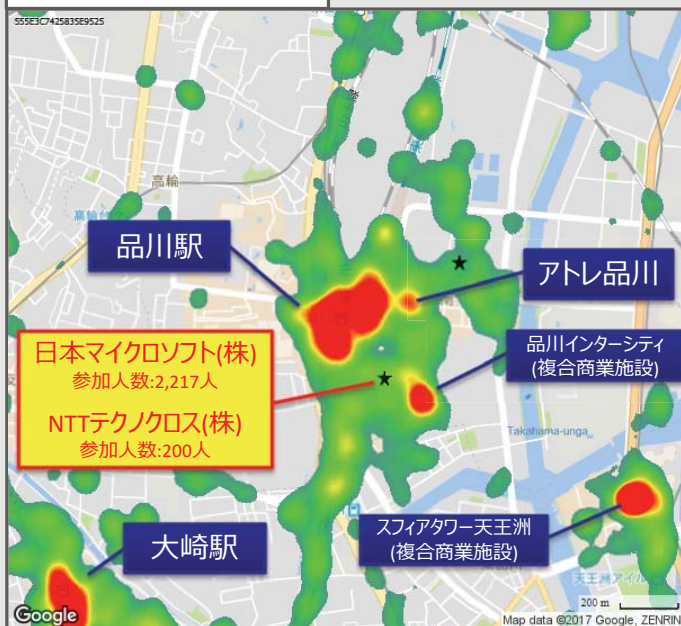 555E3C7425835E9525
高輪
高輪台
品川駅
アトレ品川
日本マイクロソフト(株)
参加人数:2,217人
NTTテクノクロス(株)
参加人数:200人
品川インターシティ
(複合商業施設)
Takahama-unga
スフィアタワー天王洲
(複合商業施設)
大崎駅
天王洲アイル
200 m
Google
Map data ©2017 Google, ZENRIN